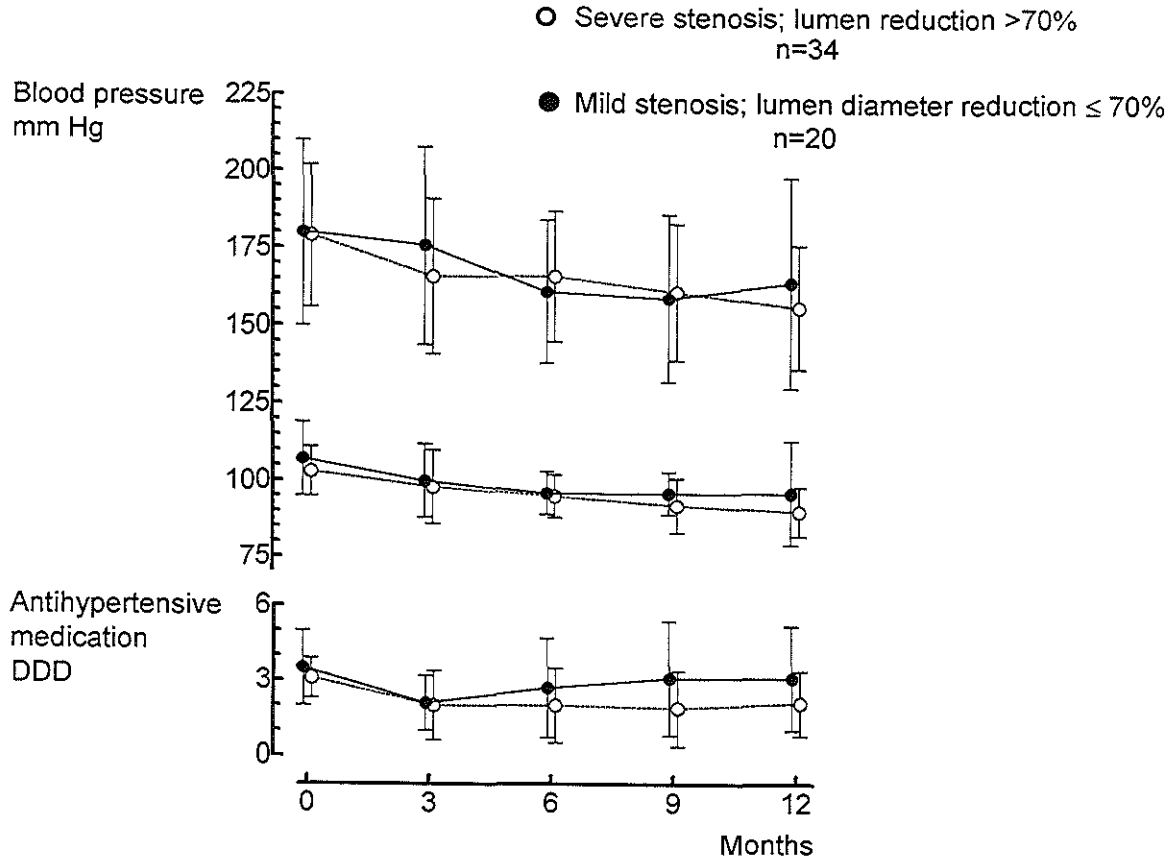 Severe stenosis; lumen reduction >70%
n=34
Mild stenosis; lumen diameter reduction ≤ 70%
n=20
Blood pressure
mm Hg
225
200
175
150
125
100
75
Antihypertensive
medication
DDD
6
3
0
0 3 6 9 12
Months